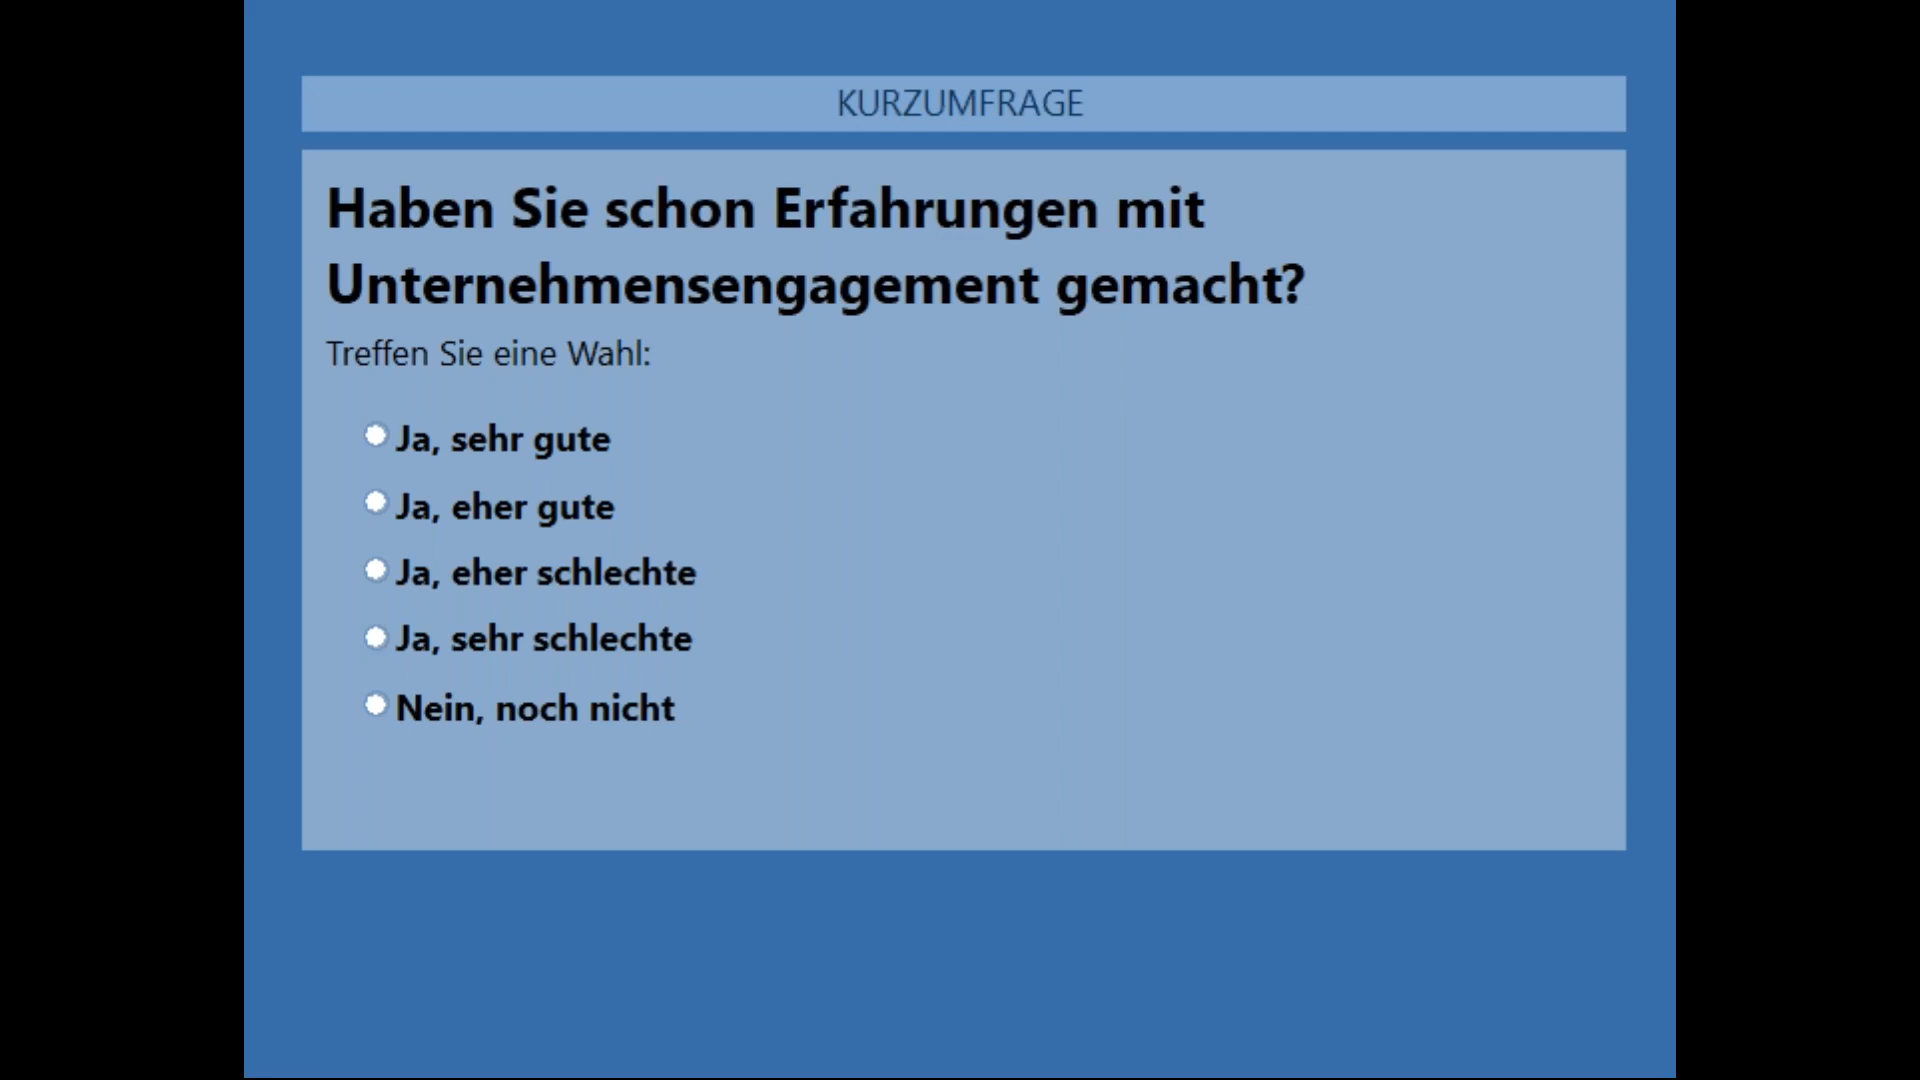 KURZUMFRAGE
Haben Sie schon Erfahrungen mit
Unternehmensengagement gemacht?
Treffen Sie eine Wahl:
Ja, sehr gute
Ja, eher gute
Ja, eher schlechte
Ja, sehr schlechte
Nein, noch nicht